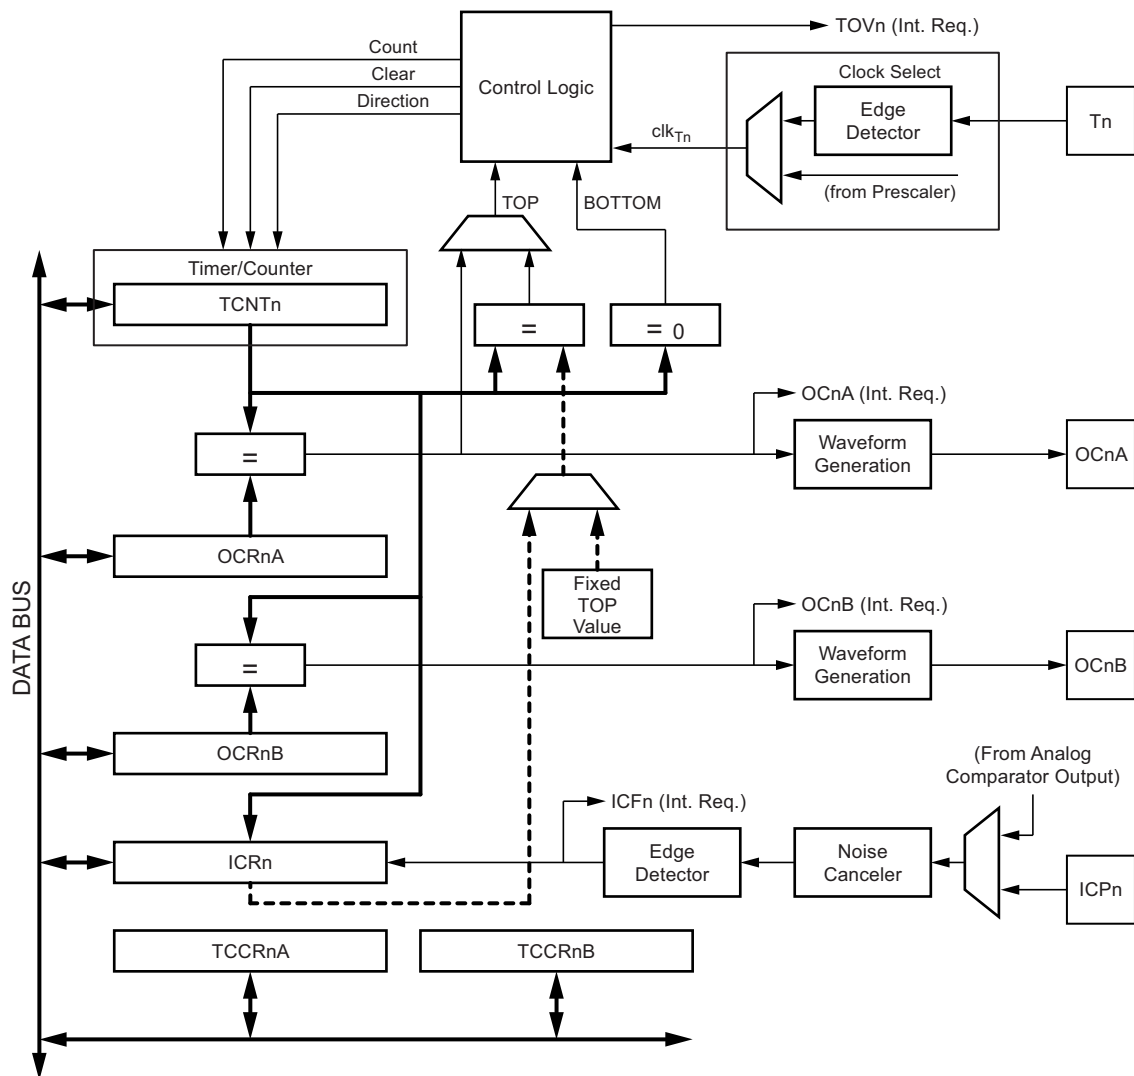 TOVn (Int. Req.)
Count
Clear
Direction
Control Logic
Clock Select
Edge
Detector
Tn
clkTn
(from Prescaler)
TOP
BOTTOM
Timer/Counter
TCNTn
=
= 0
OCnA (Int. Req.)
=
Waveform
Generation
OCnA
OCRnA
Fixed
TOP
Value
DATA BUS
OCnB (Int. Req.)
=
Waveform
Generation
OCnB
OCRnB
(From Analog
Comparator Output)
ICFn (Int. Req.)
ICRn
Edge
Detector
Noise
Canceler
ICPn
TCCRnA
TCCRnB